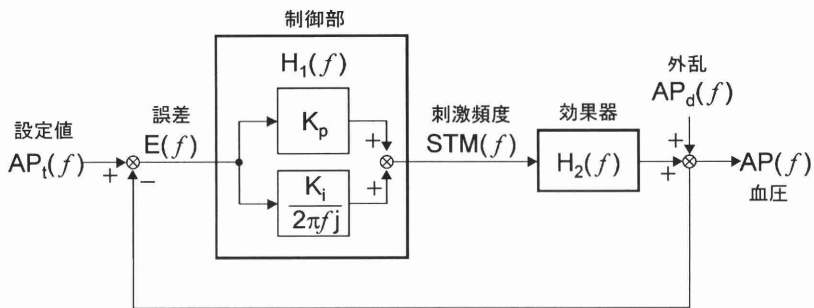 制御部
H₁(f)
Kₚ
Kᵢ
2πfj
設定値
APₜ(f)
+
−
誤差
E(f)
+
+
刺激頻度
STM(f)
効果器
H₂(f)
外乱
AP_d(f)
+
+
AP(f)
血圧